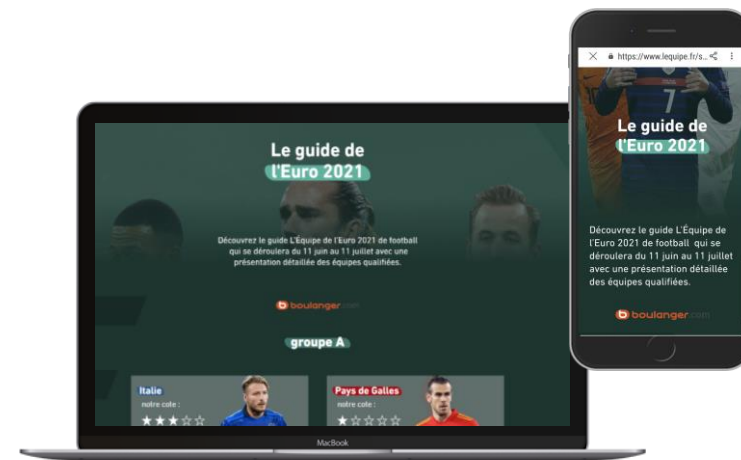 Le guide de
l'Euro 2021
Découvrez le guide L'Équipe de l'Euro 2021 de football
qui se déroulera du 11 juin au 11 juillet avec une
présentation détaillée des équipes qualifiées.
boulanger.com
groupe A
Italie
notre cote :
Pays de Galles
notre cote :
MacBook
https://www.lequipe.fr/s...
7
Le guide de
l'Euro 2021
Découvrez le guide L'Équipe de
l'Euro 2021 de football qui se
déroulera du 11 juin au 11 juillet
avec une présentation détaillée
des équipes qualifiées.
boulanger.com